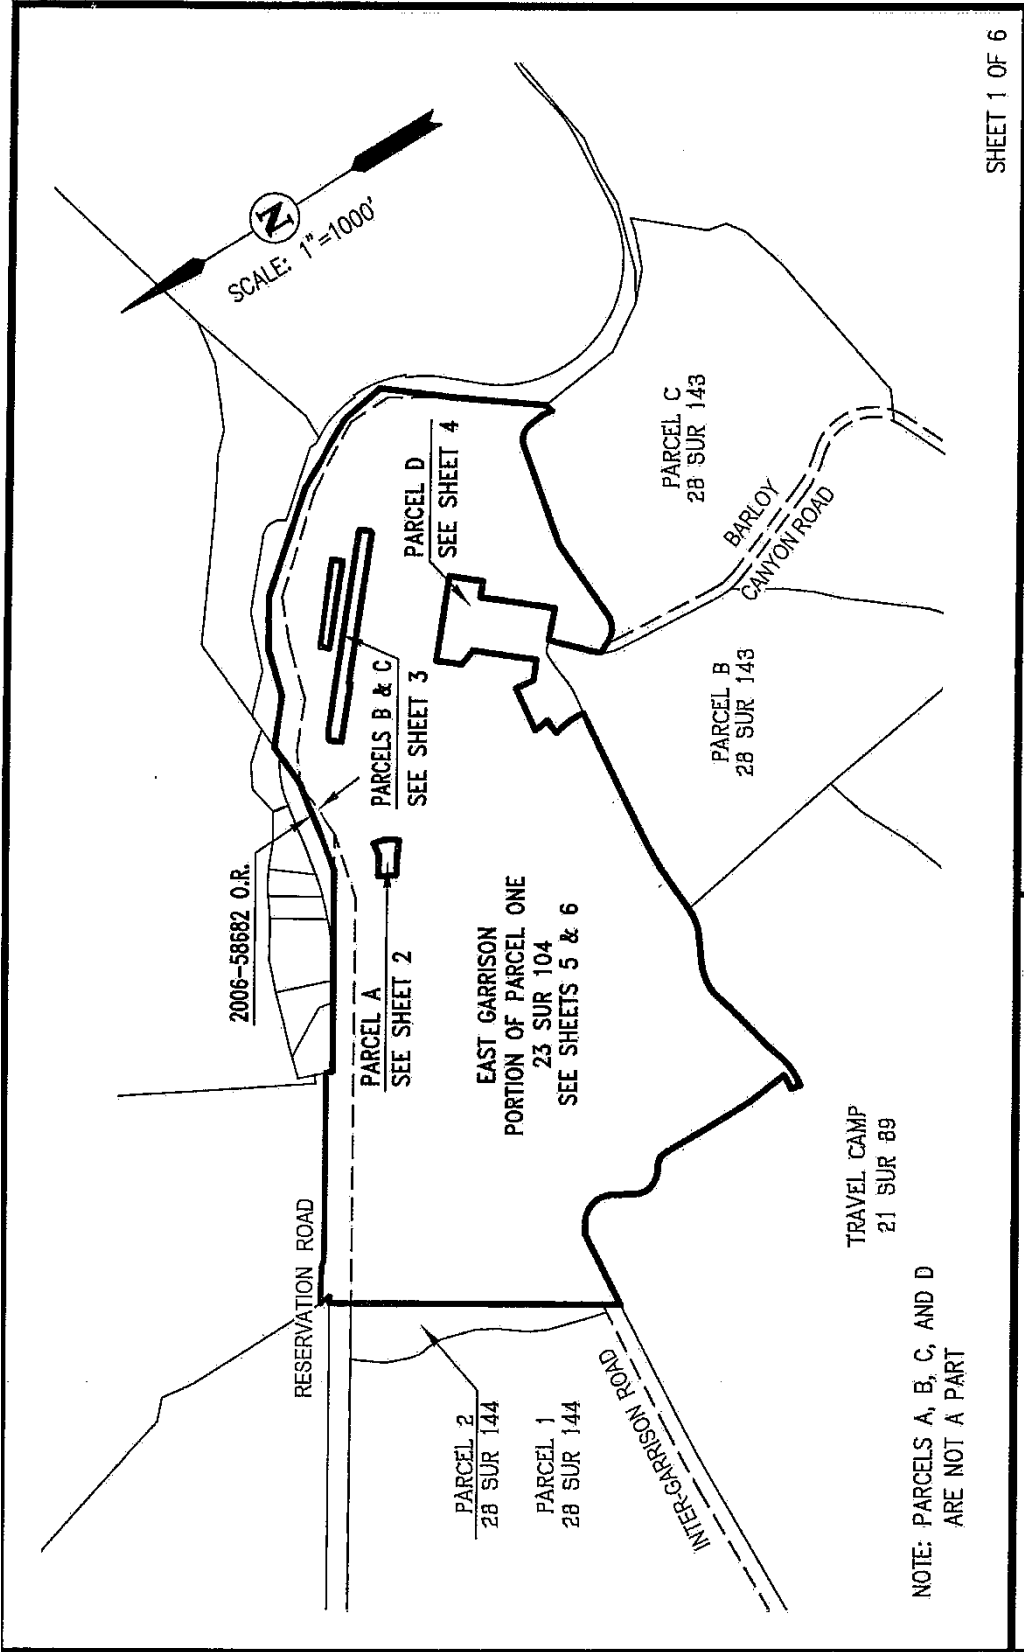 SHEET 1 OF 6
N
SCALE: 1"=1000'
2006-58682 O.R.
PARCEL D
SEE SHEET 4
PARCELS B & C
SEE SHEET 3
PARCEL A
SEE SHEET 2
EAST GARRISON
PORTION OF PARCEL ONE
23 SUR 104
SEE SHEETS 5 & 6
RESERVATION ROAD
PARCEL 2
28 SUR 144
PARCEL 1
28 SUR 144
INTER-GARRISON ROAD
PARCEL C
28 SUR 143
BARLOY
CANYON ROAD
PARCEL B
28 SUR 143
TRAVEL CAMP
21 SUR 89
NOTE: PARCELS A, B, C, AND D
ARE NOT A PART